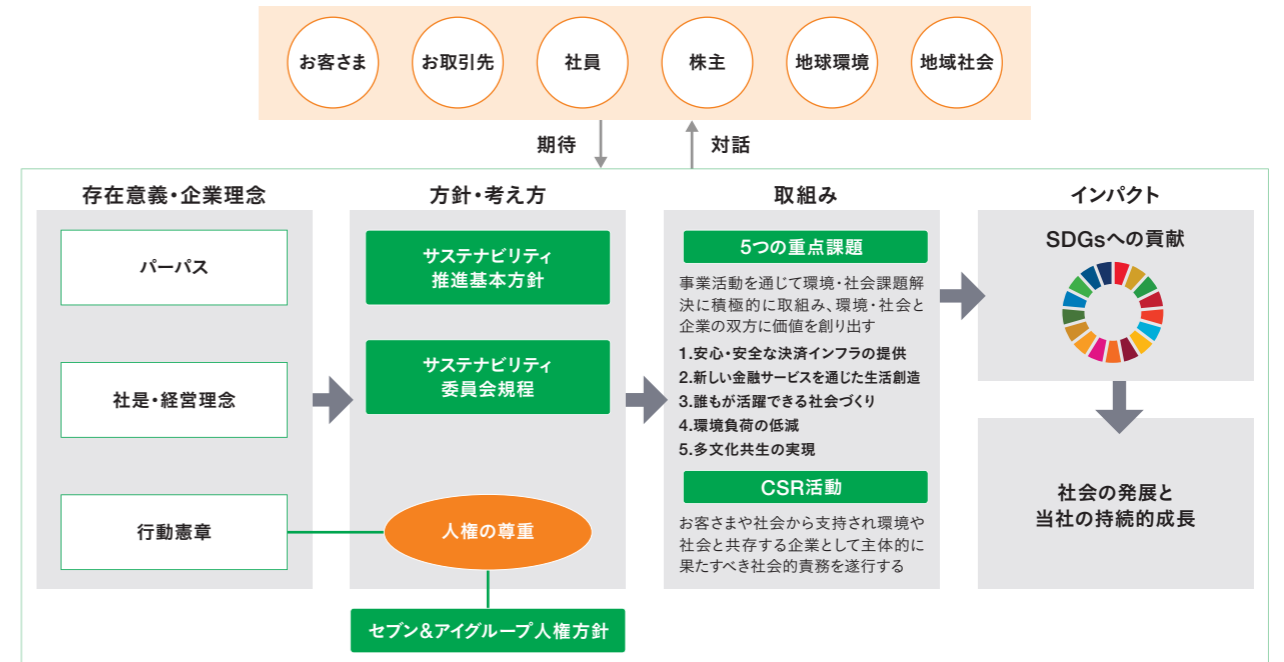 お客さま
お取引先
社員
株主
地球環境
地域社会
期待
対話
存在意義・企業理念
パーパス
社是・経営理念
行動憲章
方針・考え方
サステナビリティ
推進基本方針
サステナビリティ
委員会規程
人権の尊重
セブン&アイグループ人権方針
取組み
5つの重点課題
事業活動を通じて環境・社会課題解
決に積極的に取組み、環境・社会と
企業の双方に価値を創り出す
1.安心・安全な決済インフラの提供
2.新しい金融サービスを通じた生活創造
3.誰もが活躍できる社会づくり
4.環境負荷の低減
5.多文化共生の実現
CSR活動
お客さまや社会から支持され環境や
社会と共存する企業として主体的に
果たすべき社会的責務を遂行する
インパクト
SDGsへの貢献
社会の発展と
当社の持続的成長